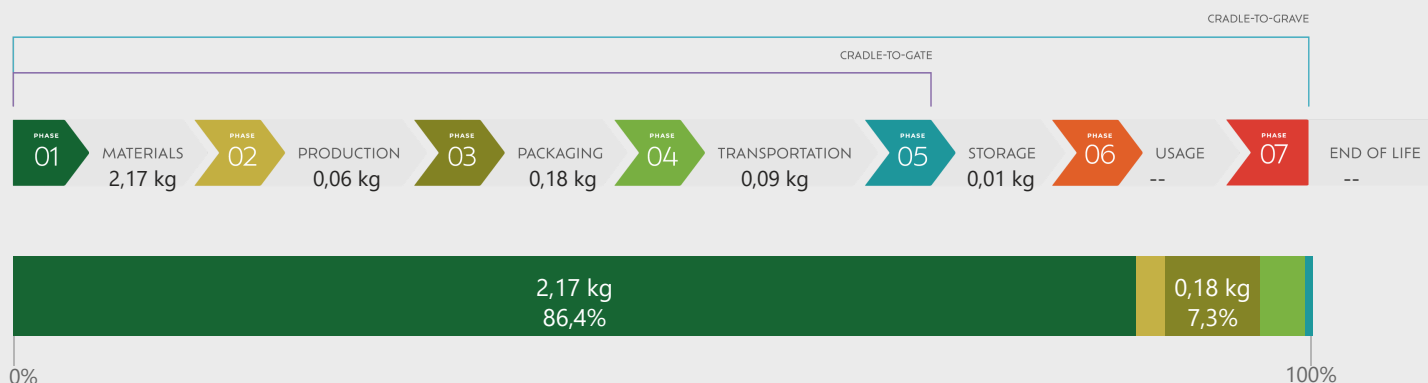 CRADLE-TO-GRAVE
CRADLE-TO-GATE
PHASE
01
MATERIALS
2,17 kg
PHASE
02
PRODUCTION
0,06 kg
PHASE
03
PACKAGING
0,18 kg
PHASE
04
TRANSPORTATION
0,09 kg
PHASE
05
STORAGE
0,01 kg
PHASE
06
USAGE
--
PHASE
07
END OF LIFE
--
2,17 kg
86,4%
0,18 kg
7,3%
0%
100%